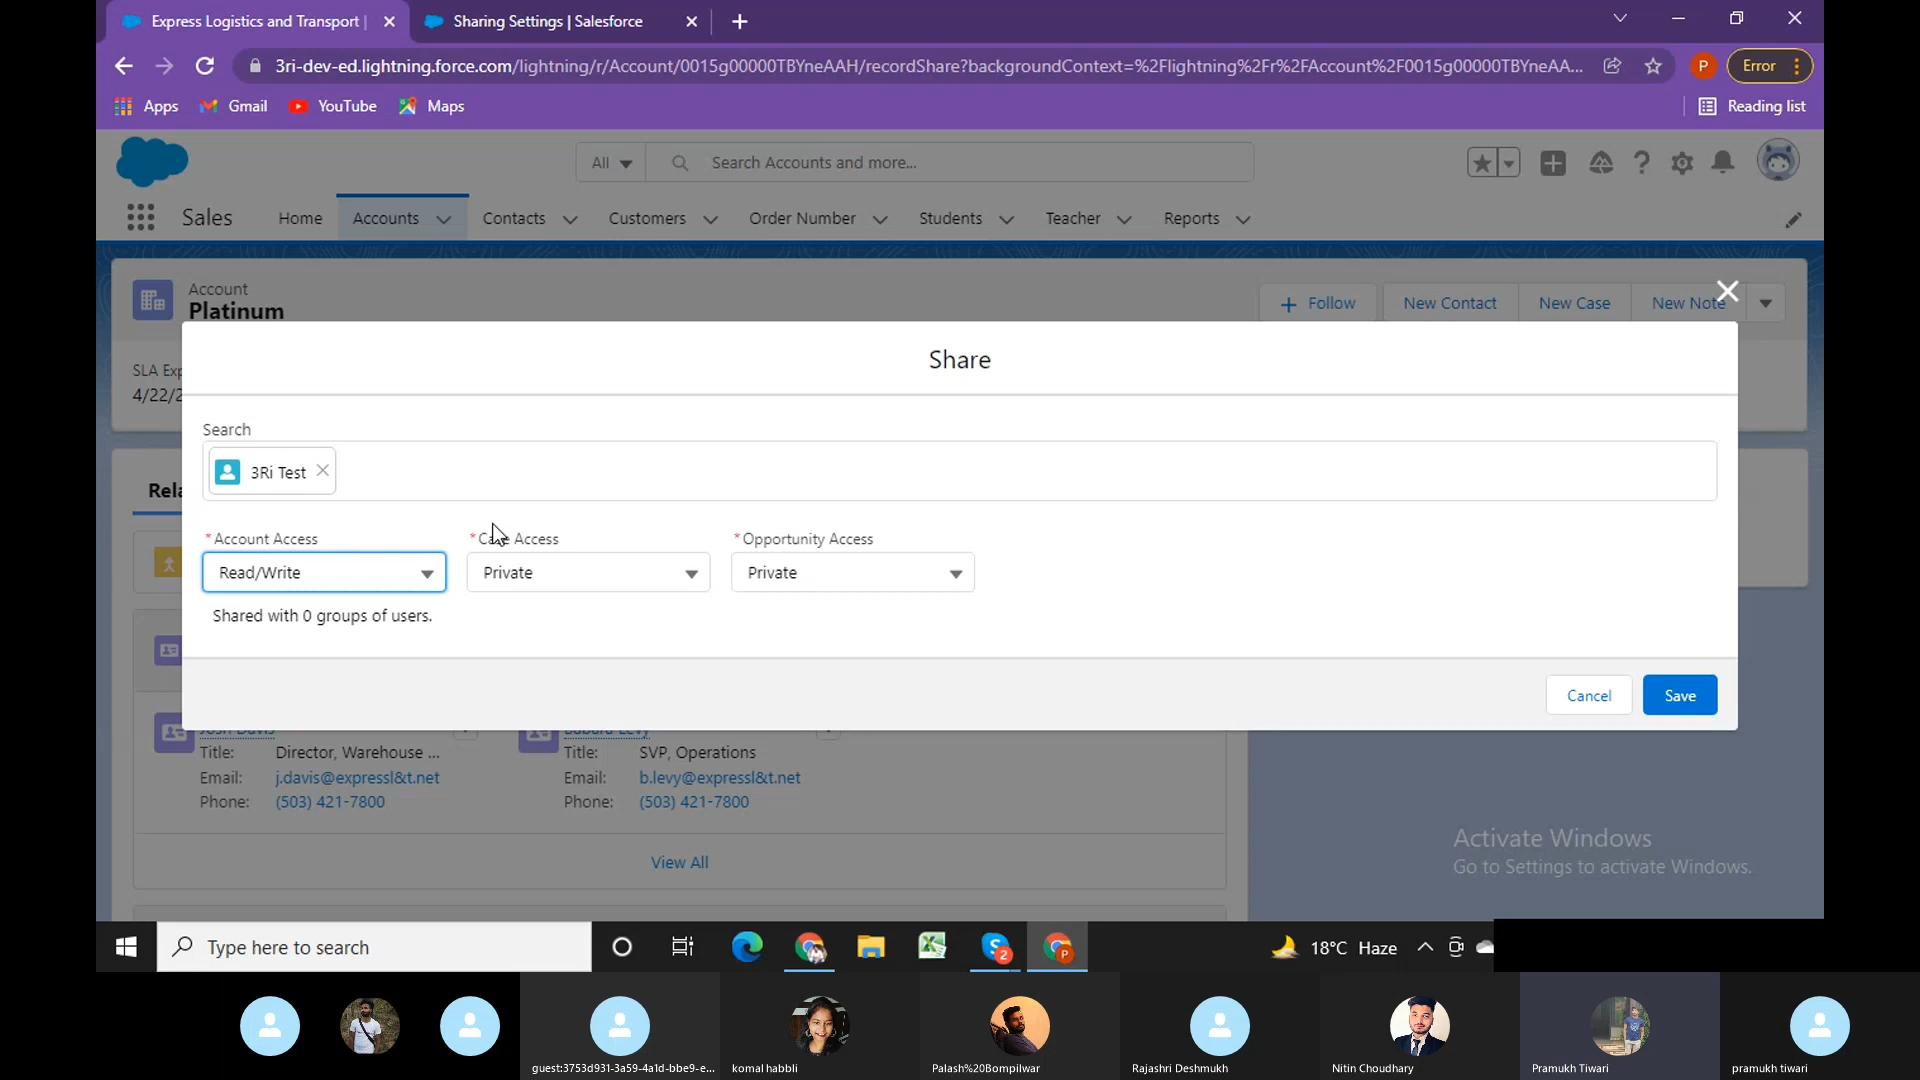 Express Logistics and Transport |
Sharing Settings | Salesforce
3ri-dev-ed.lightning.force.com/lightning/r/Account/0015g00000TBYneAAH/recordShare?backgroundContext=%2Flightning%2Fr%2FAccount%2F0015g00000TBYneAA...
P
Error
Apps
Gmail
YouTube
Maps
Reading list
All
Search Accounts and more...
Sales
Home
Accounts
Contacts
Customers
Order Number
Students
Teacher
Reports
Account
Platinum
Follow
New Contact
New Case
New Note
SLA Exp
4/22/2
Share
Search
3Ri Test
Rela
*Account Access
*Case Access
*Opportunity Access
Read/Write
Private
Private
Shared with 0 groups of users.
Cancel
Save
Title: Director, Warehouse ...
Email: j.davis@expressl&t.net
Phone: (503) 421-7800
Title: SVP, Operations
Email: b.levy@expressl&t.net
Phone: (503) 421-7800
View All
Activate Windows
Go to Settings to activate Windows.
Type here to search
2
P
18°C Haze
guest:3753d931-3a59-4a1d-bbe9-e...
komal habbli
Palash%20Bompilwar
Rajashri Deshmukh
Nitin Choudhary
Pramukh Tiwari
pramukh tiwari